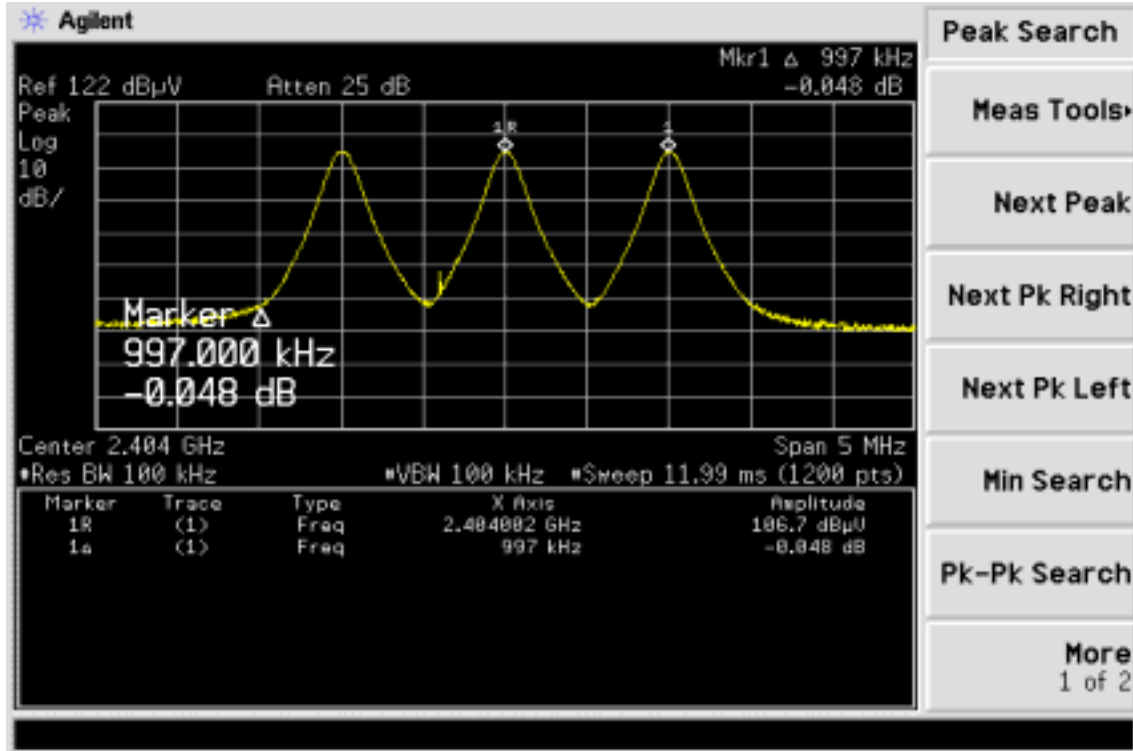 Agilent
Peak Search
Mkr1 Δ 997 kHz
Ref 122 dBµV Atten 25 dB -0.048 dB
Peak
Log
10
dB/
1R 1
Marker Δ
997.000 kHz
-0.048 dB
Center 2.404 GHz Span 5 MHz
#Res BW 100 kHz #VBW 100 kHz #Sweep 11.99 ms (1200 pts)
Marker Trace Type X Axis Amplitude
1R (1) Freq 2.404002 GHz 106.7 dBµV
1Δ (1) Freq 997 kHz -0.048 dB
Meas Tools
Next Peak
Next Pk Right
Next Pk Left
Min Search
Pk-Pk Search
More
1 of 2